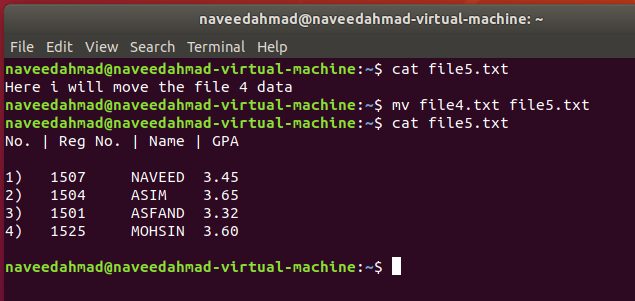 naveedahmad@naveedahmad-virtual-machine: ~
File Edit View Search Terminal Help
naveedahmad@naveedahmad-virtual-machine:~$ cat file5.txt
Here i will move the file 4 data
naveedahmad@naveedahmad-virtual-machine:~$ mv file4.txt file5.txt
naveedahmad@naveedahmad-virtual-machine:~$ cat file5.txt
No. | Reg No. | Name | GPA
1) 1507 NAVEED 3.45
2) 1504 ASIM 3.65
3) 1501 ASFAND 3.32
4) 1525 MOHSIN 3.60
naveedahmad@naveedahmad-virtual-machine:~$